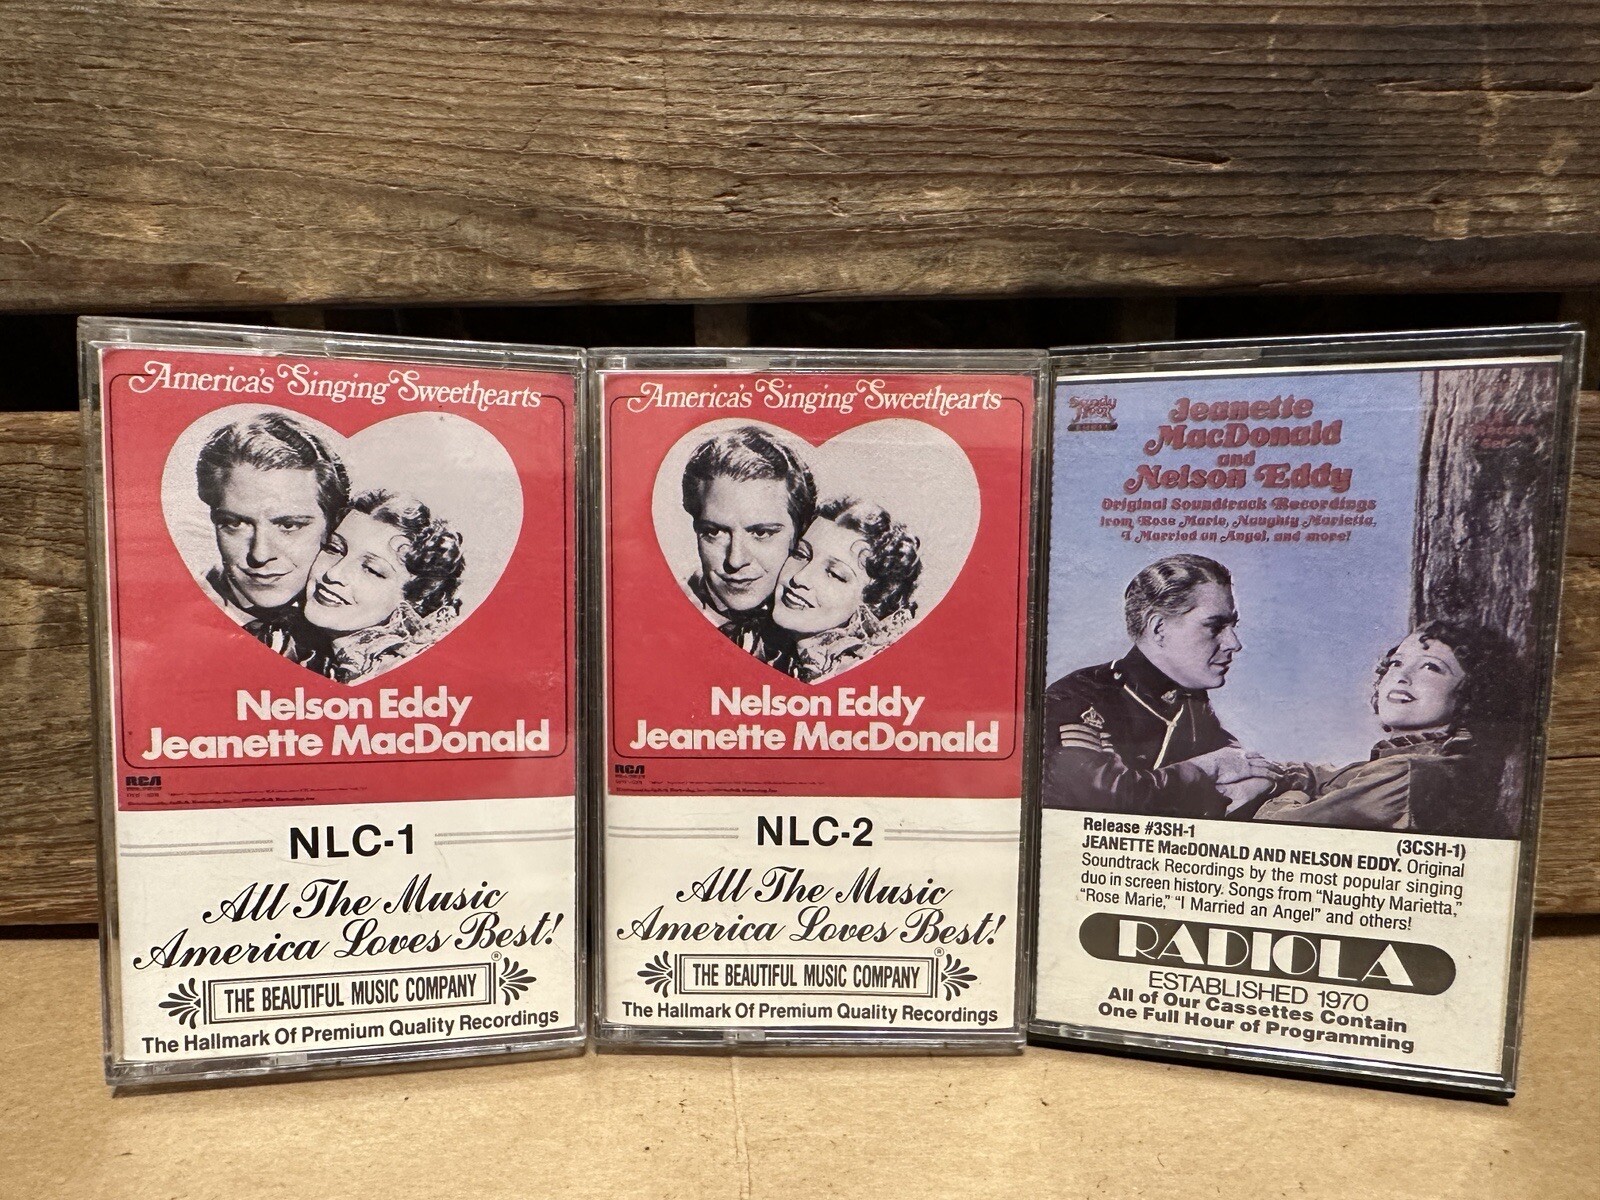 America's Singing Sweethearts
Nelson Eddy
Jeanette MacDonald
RCA
NLC-1
All The Music
America Loves Best!
®
THE BEAUTIFUL MUSIC COMPANY
The Hallmark Of Premium Quality Recordings
America's Singing Sweethearts
Nelson Eddy
Jeanette MacDonald
RCA
NLC-2
All The Music
America Loves Best!
®
THE BEAUTIFUL MUSIC COMPANY
The Hallmark Of Premium Quality Recordings
Sandy
Hook
Jeanette
MacDonald
and
Nelson Eddy
Original Soundtrack Recordings
from Rose Marie, Naughty Marietta,
I Married an Angel, and more!
Release #3SH-1 (3CSH-1)
JEANETTE MacDONALD AND NELSON EDDY. Original
Soundtrack Recordings by the most popular singing
duo in screen history. Songs from "Naughty Marietta,"
"Rose Marie," "I Married an Angel" and others!
RADIOLA
ESTABLISHED 1970
All of Our Cassettes Contain
One Full Hour of Programming